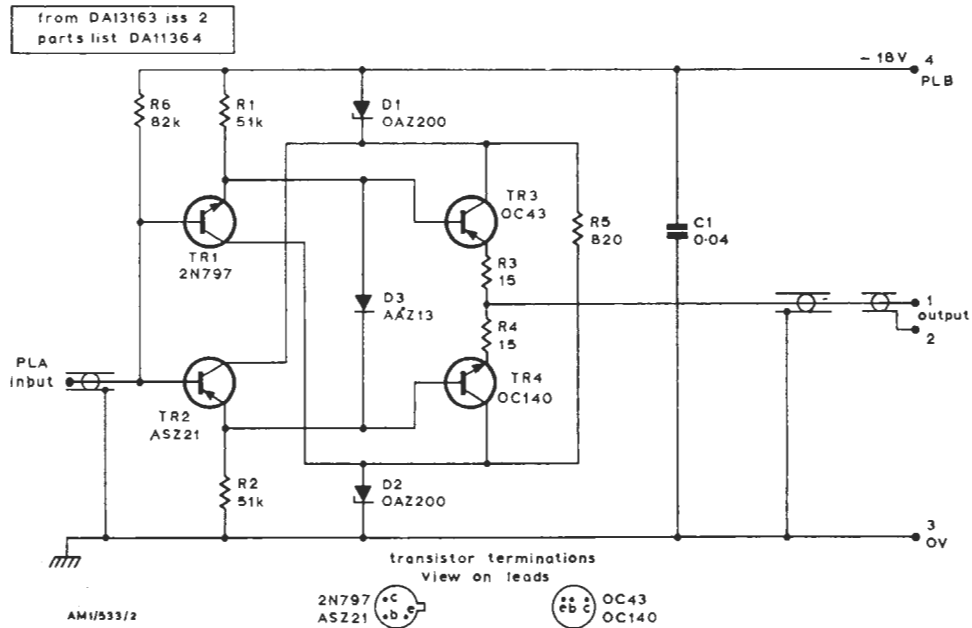 from DA13163 iss 2
parts list DA11364
– 18V 4
PLB
R6
82k
R1
51k
D1
OAZ200
TR3
OC43
R5
820
C1
0·04
TR1
2N797
R3
15
D3
AAZ13
R4
15
1
output
2
PLA
input
TR2
ASZ21
TR4
OC140
R2
51k
D2
OAZ200
3
OV
transistor terminations
View on leads
2N797
ASZ21
c
b e
e b c
OC43
OC140
AM1/533/2